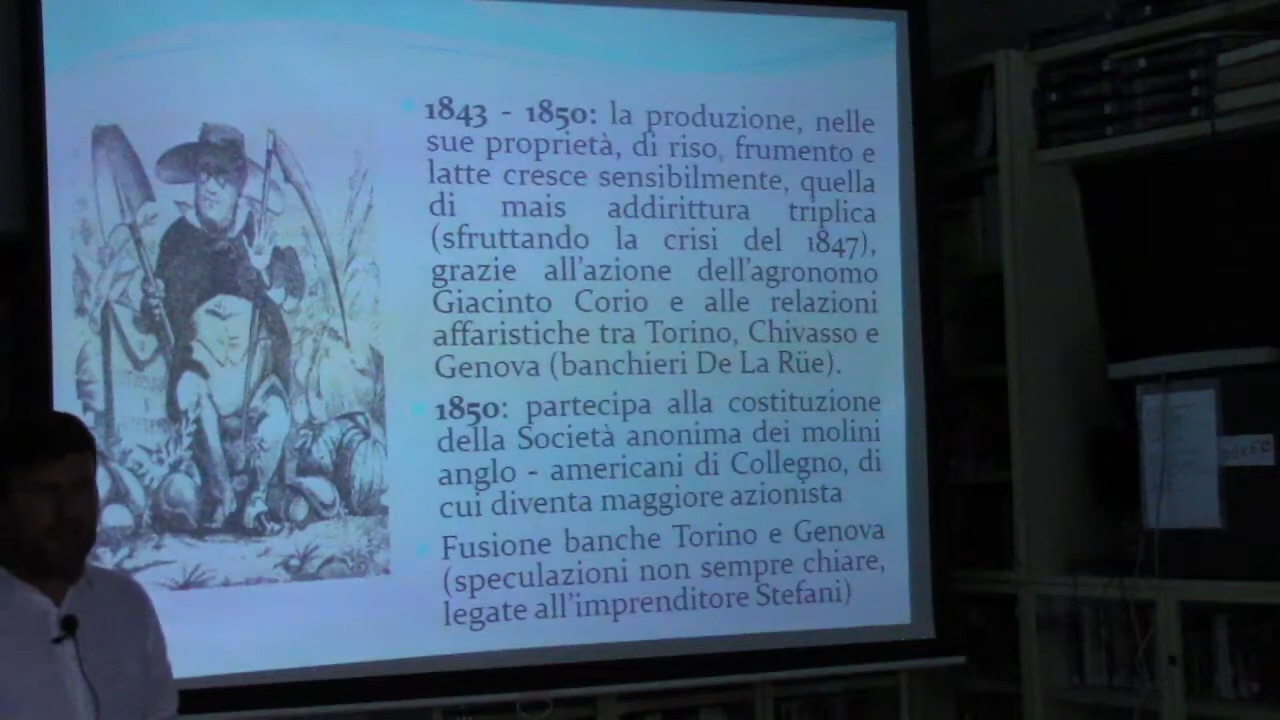 1843 - 1850: la produzione, nelle
sue proprietà, di riso, frumento e
latte cresce sensibilmente, quella
di mais addirittura triplica
(sfruttando la crisi del 1847),
grazie all'azione dell'agronomo
Giacinto Corio e alle relazioni
affaristiche tra Torino, Chivasso e
Genova (banchieri De La Rüe).
1850: partecipa alla costituzione
della Società anonima dei molini
anglo - americani di Collegno, di
cui diventa maggiore azionista
Fusione banche Torino e Genova
(speculazioni non sempre chiare,
legate all'imprenditore Stefani)